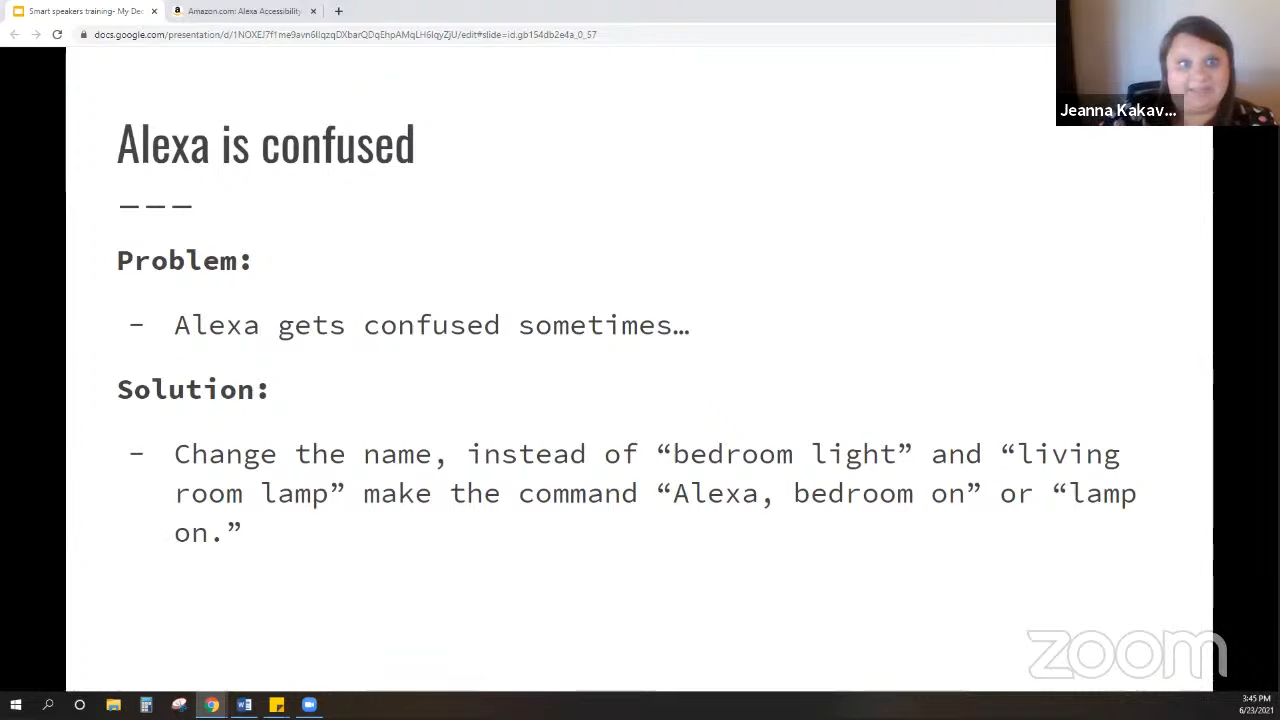 Smart speakers training- My Dec
Amazon.com: Alexa Accessibility
Jeanna Kakav...
Alexa is confused
Problem:
- Alexa gets confused sometimes…
Solution:
- Change the name, instead of “bedroom light” and “living
room lamp” make the command “Alexa, bedroom on” or “lamp
on.”
zoom
3:45 PM
6/23/2021